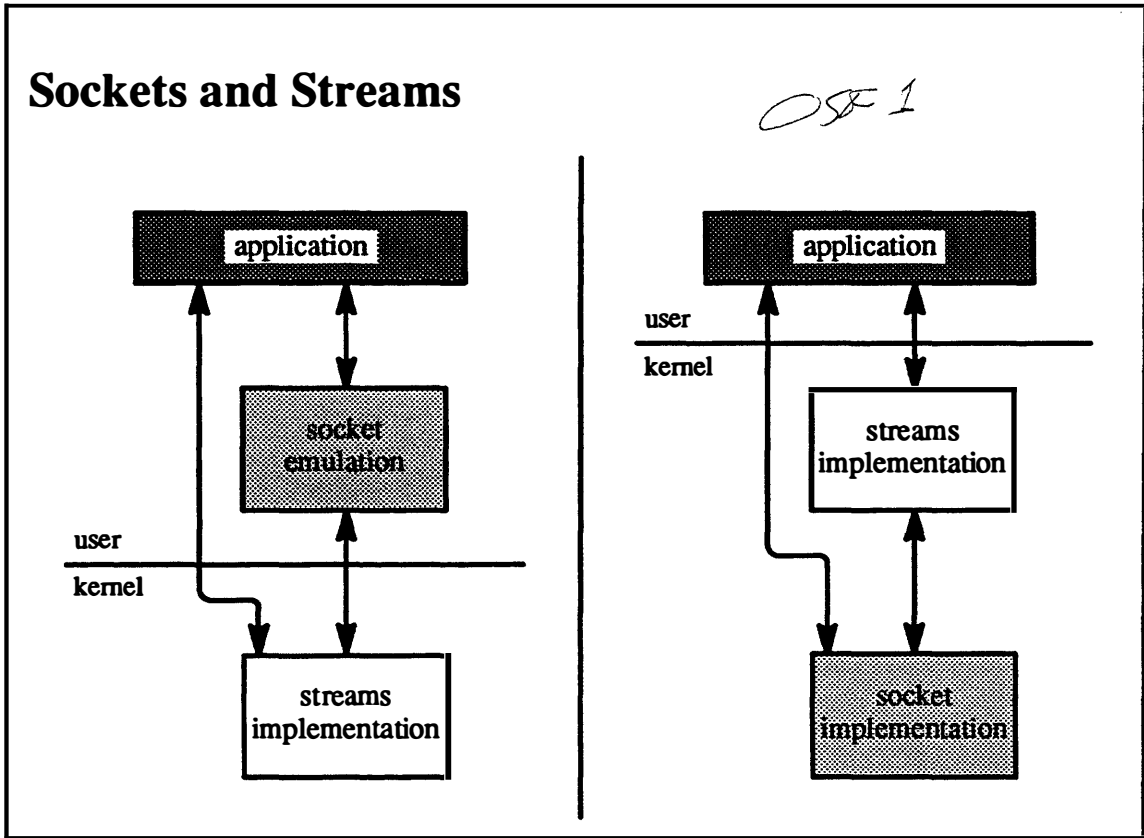 Sockets and Streams
OSF 1
application
socket
emulation
user
kernel
streams
implementation
application
user
kernel
streams
implementation
socket
implementation